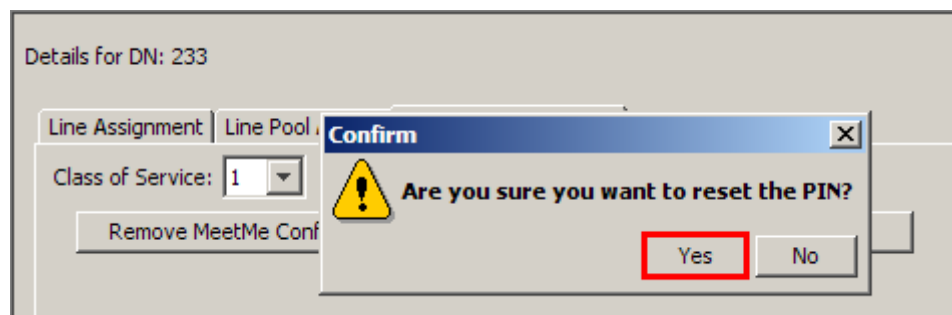 Details for DN: 233
Line Assignment Line Pool
Confirm X
Class of Service: 1
Are you sure you want to reset the PIN?
Remove MeetMe
Yes No